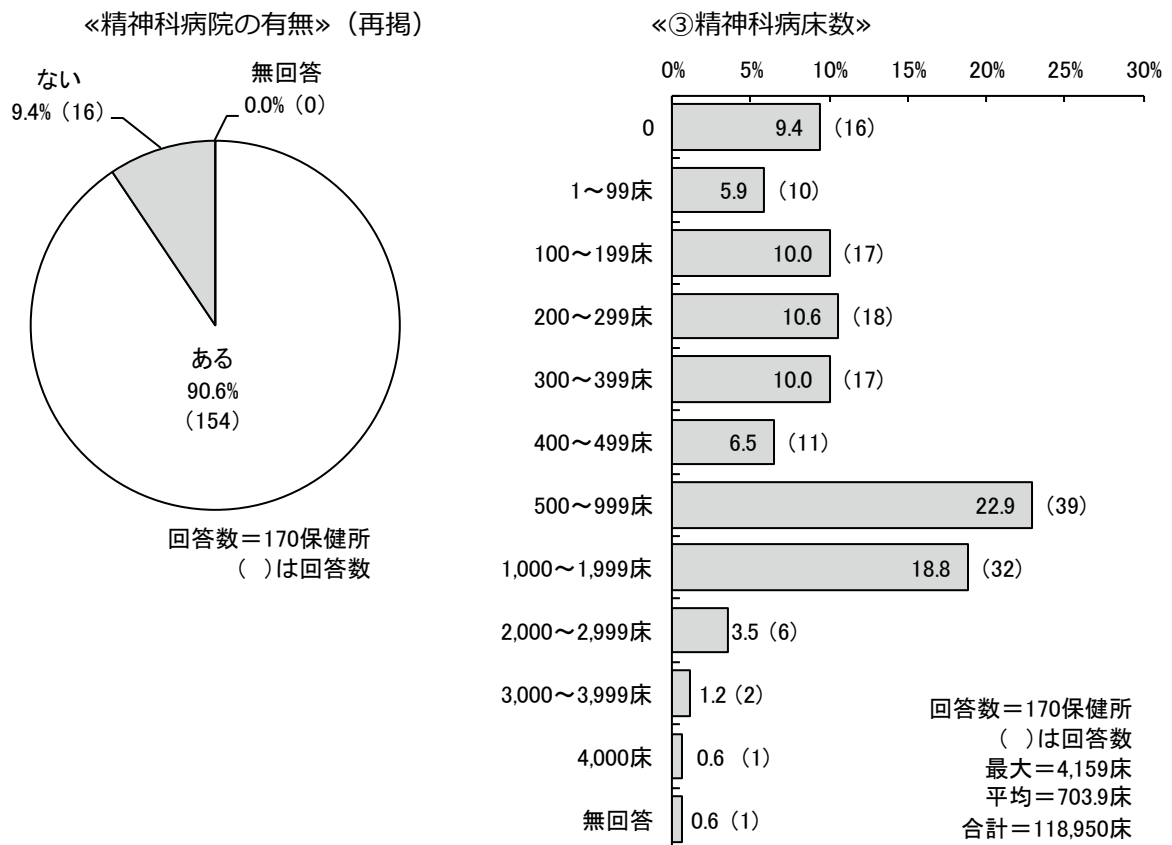 ≪精神科病院の有無≫（再掲）
ない
9.4%（16）
無回答
0.0%（0）
ある
90.6%
（154）
回答数＝170保健所
（　）は回答数
≪③精神科病床数≫
0% 5% 10% 15% 20% 25% 30%
0 9.4 （16）
1～99床 5.9 （10）
100～199床 10.0 （17）
200～299床 10.6 （18）
300～399床 10.0 （17）
400～499床 6.5 （11）
500～999床 22.9 （39）
1,000～1,999床 18.8 （32）
2,000～2,999床 3.5（6）
3,000～3,999床 1.2（2）
4,000床 0.6 （1）
無回答 0.6（1）
回答数＝170保健所
（　）は回答数
最大＝4,159床
平均＝703.9床
合計＝118,950床